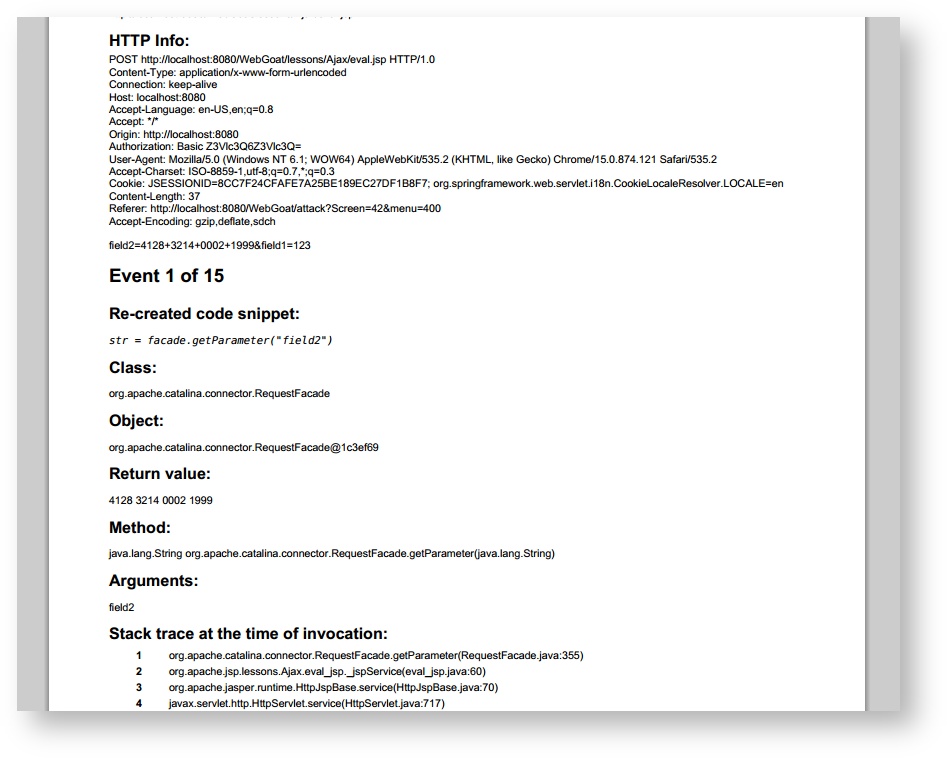 HTTP Info:
POST http://localhost:8080/WebGoat/lessons/Ajax/eval.jsp HTTP/1.0
Content-Type: application/x-www-form-urlencoded
Connection: keep-alive
Host: localhost:8080
Accept-Language: en-US,en;q=0.8
Accept: */*
Origin: http://localhost:8080
Authorization: Basic Z3Vlc3Q6Z3Vlc3Q=
User-Agent: Mozilla/5.0 (Windows NT 6.1; WOW64) AppleWebKit/535.2 (KHTML, like Gecko) Chrome/15.0.874.121 Safari/535.2
Accept-Charset: ISO-8859-1,utf-8;q=0.7,*;q=0.3
Cookie: JSESSIONID=8CC7F24CFAFE7A25BE189EC27DF1B8F7; org.springframework.web.servlet.i18n.CookieLocaleResolver.LOCALE=en
Content-Length: 37
Referer: http://localhost:8080/WebGoat/attack?Screen=42&menu=400
Accept-Encoding: gzip,deflate,sdch
field2=4128+3214+0002+1999&field1=123
Event 1 of 15
Re-created code snippet:
str = facade.getParameter("field2")
Class:
org.apache.catalina.connector.RequestFacade
Object:
org.apache.catalina.connector.RequestFacade@1c3ef69
Return value:
4128 3214 0002 1999
Method:
java.lang.String org.apache.catalina.connector.RequestFacade.getParameter(java.lang.String)
Arguments:
field2
Stack trace at the time of invocation:
1 org.apache.catalina.connector.RequestFacade.getParameter(RequestFacade.java:355)
2 org.apache.jsp.lessons.Ajax.eval_jsp._jspService(eval_jsp.java:60)
3 org.apache.jasper.runtime.HttpJspBase.service(HttpJspBase.java:70)
4 javax.servlet.http.HttpServlet.service(HttpServlet.java:717)